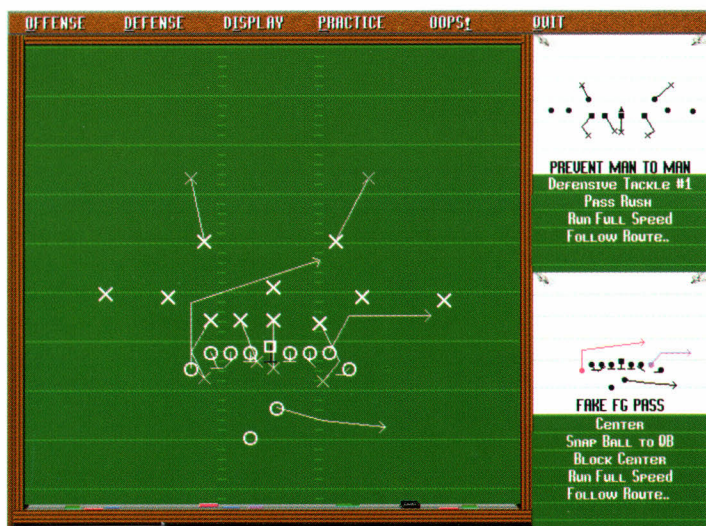 OFFENSE DEFENSE DISPLAY PRACTICE OOPS! QUIT
PREVENT MAN TO MAN
DEFENSIVE TACKLE #1
PASS RUSH
RUN FULL SPEED
FOLLOW ROUTE..
FAKE FG PASS
CENTER
SNAP BALL TO QB
BLOCK CENTER
RUN FULL SPEED
FOLLOW ROUTE..